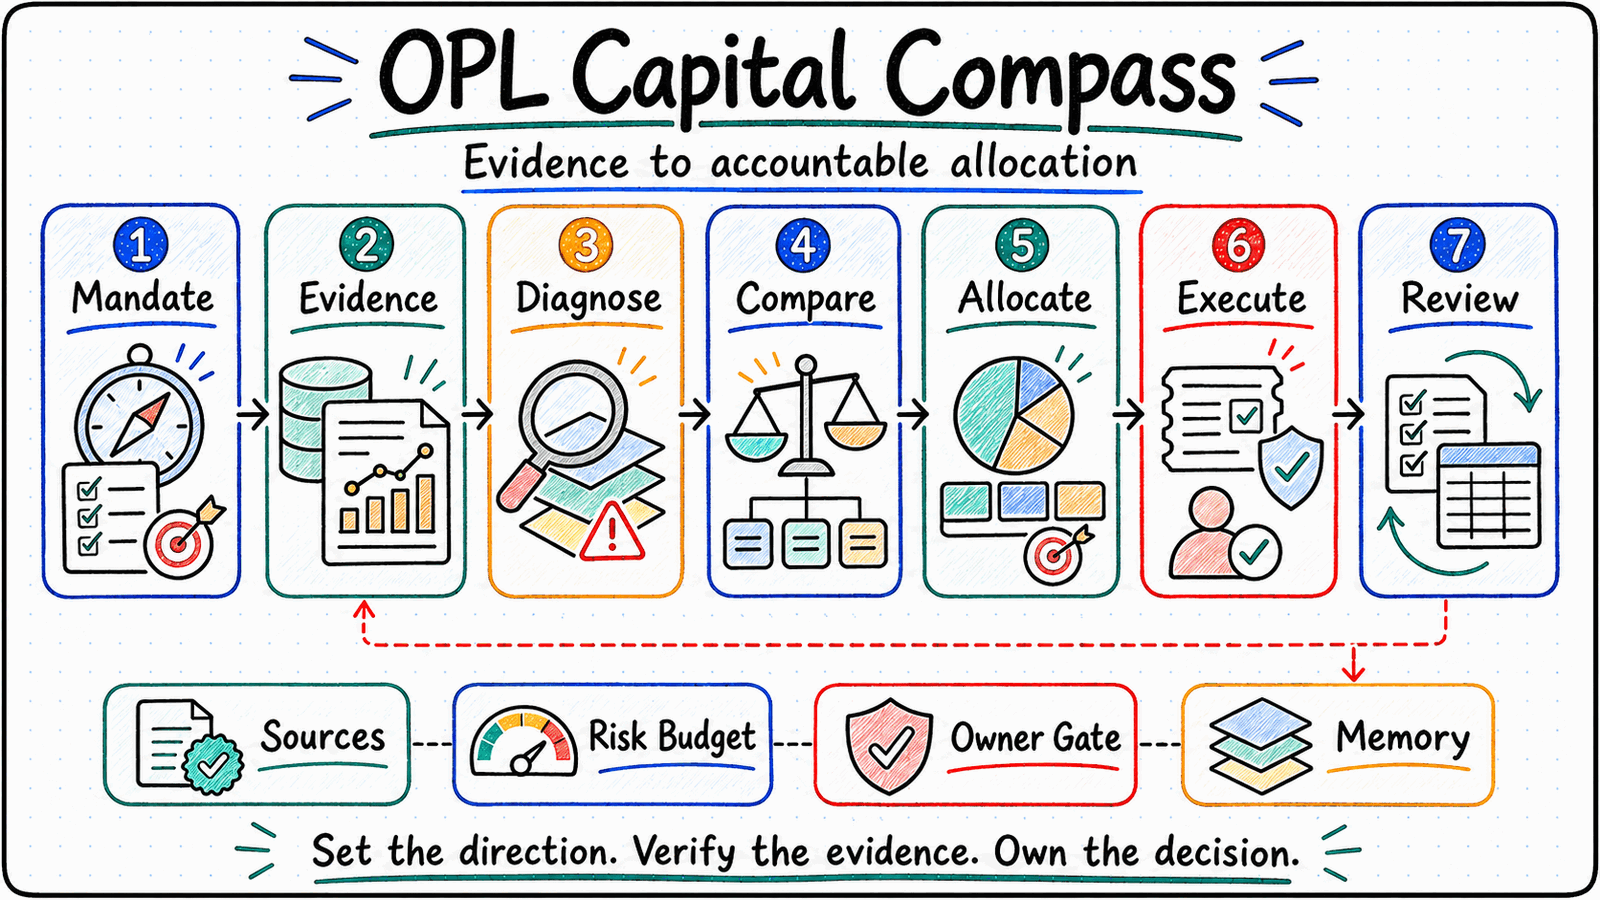 OPL Capital Compass
Evidence to accountable allocation
1
Mandate
2
Evidence
3
Diagnose
4
Compare
5
Allocate
6
Execute
7
Review
!
Sources
Risk Budget
Owner Gate
Memory
Set the direction. Verify the evidence. Own the decision.